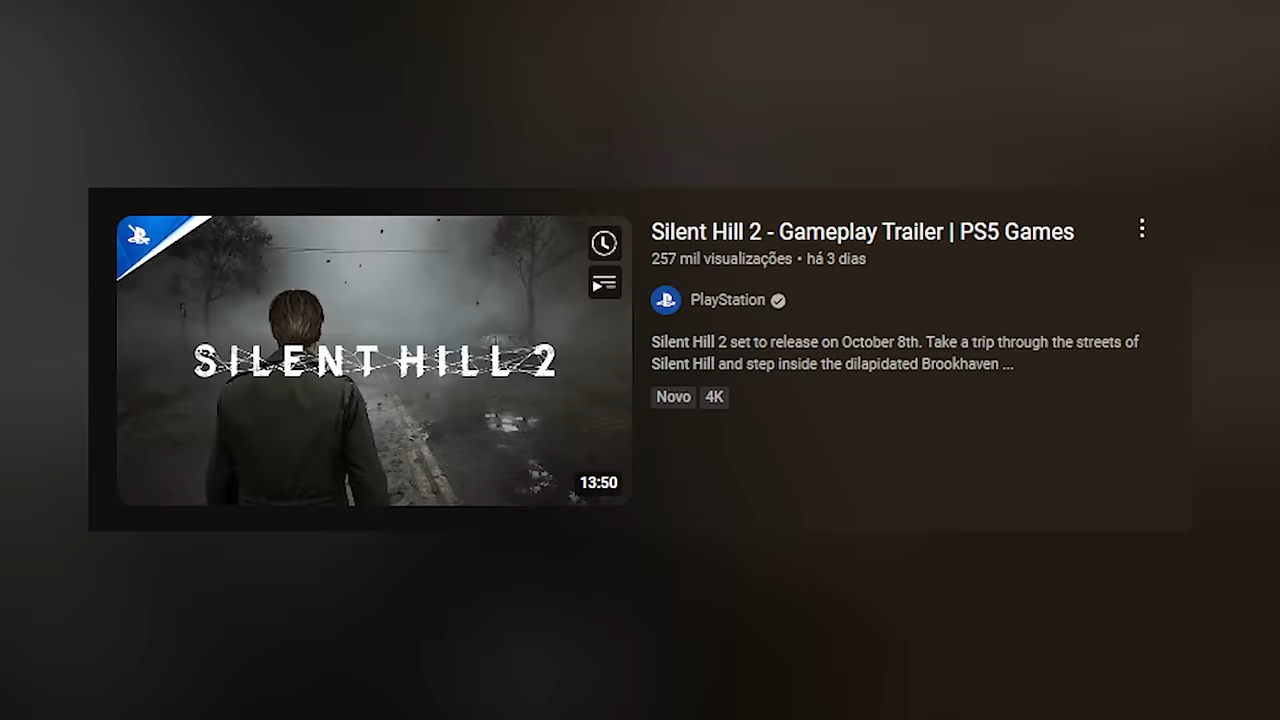 SILENT HILL 2
13:50
Silent Hill 2 - Gameplay Trailer | PS5 Games
257 mil visualizações • há 3 dias
PlayStation
Silent Hill 2 set to release on October 8th. Take a trip through the streets of
Silent Hill and step inside the dilapidated Brookhaven ...
Novo 4K